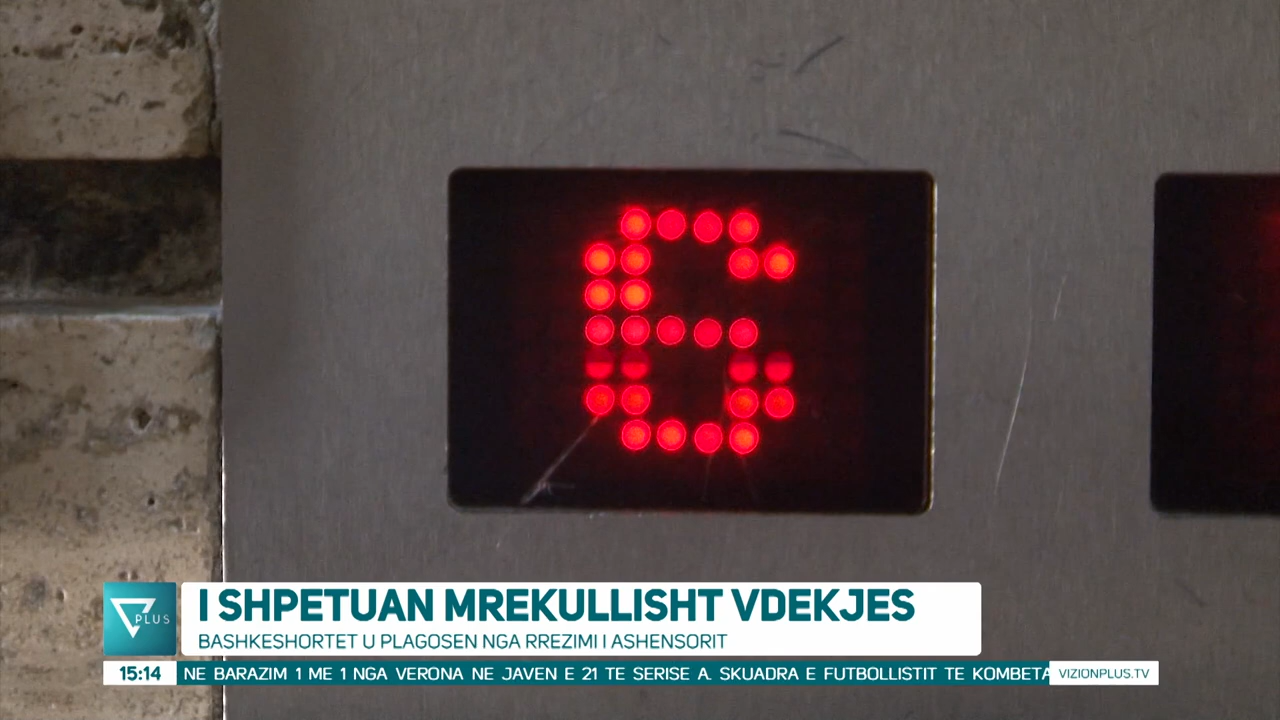 6
I SHPETUAN MREKULLISHT VDEKJES
PLUS
BASHKESHORTET U PLAGOSEN NGA RREZIMI I ASHENSORIT
15:14 NE BARAZIM 1 ME 1 NGA VERONA NE JAVEN E 21 TE SERISE A. SKUADRA E FUTBOLLISTIT TE KOMBETA VIZIONPLUS.TV